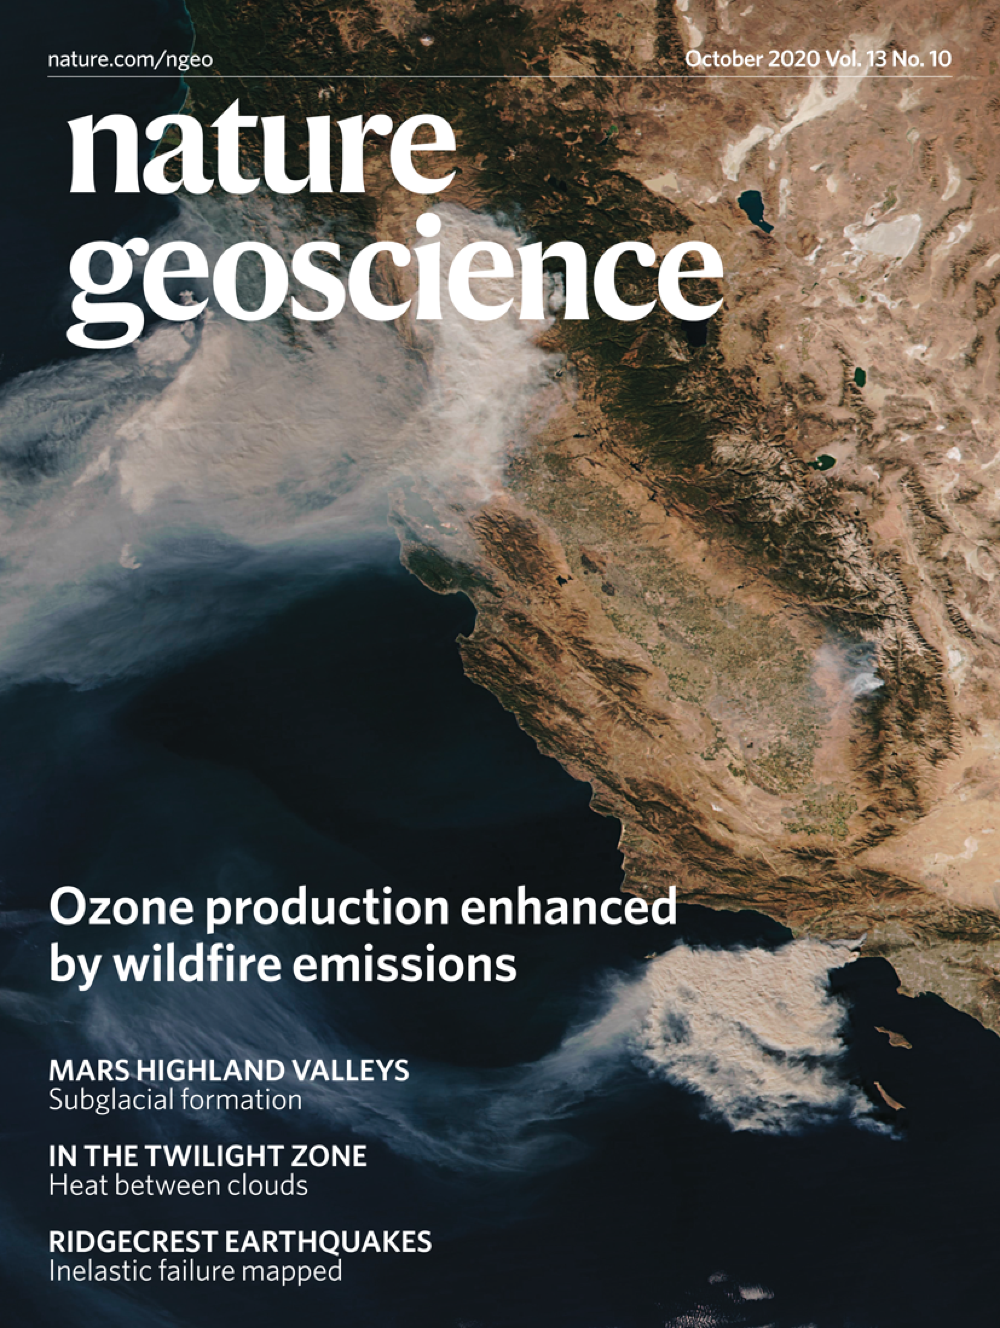 nature.com/ngeo
October 2020 Vol. 13 No. 10
nature
geoscience
Ozone production enhanced
by wildfire emissions
MARS HIGHLAND VALLEYS
Subglacial formation
IN THE TWILIGHT ZONE
Heat between clouds
RIDGECREST EARTHQUAKES
Inelastic failure mapped